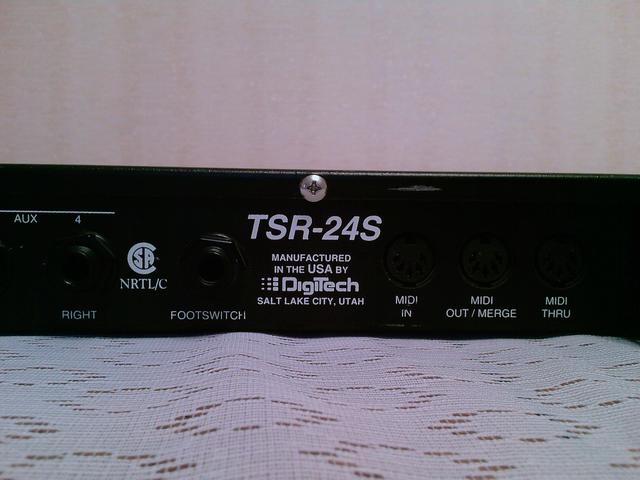 AUX 4
RIGHT
SA
NRTL/C
FOOTSWITCH
TSR-24S
MANUFACTURED
IN THE USA BY
DigiTech
SALT LAKE CITY, UTAH
MIDI
IN
MIDI
OUT / MERGE
MIDI
THRU